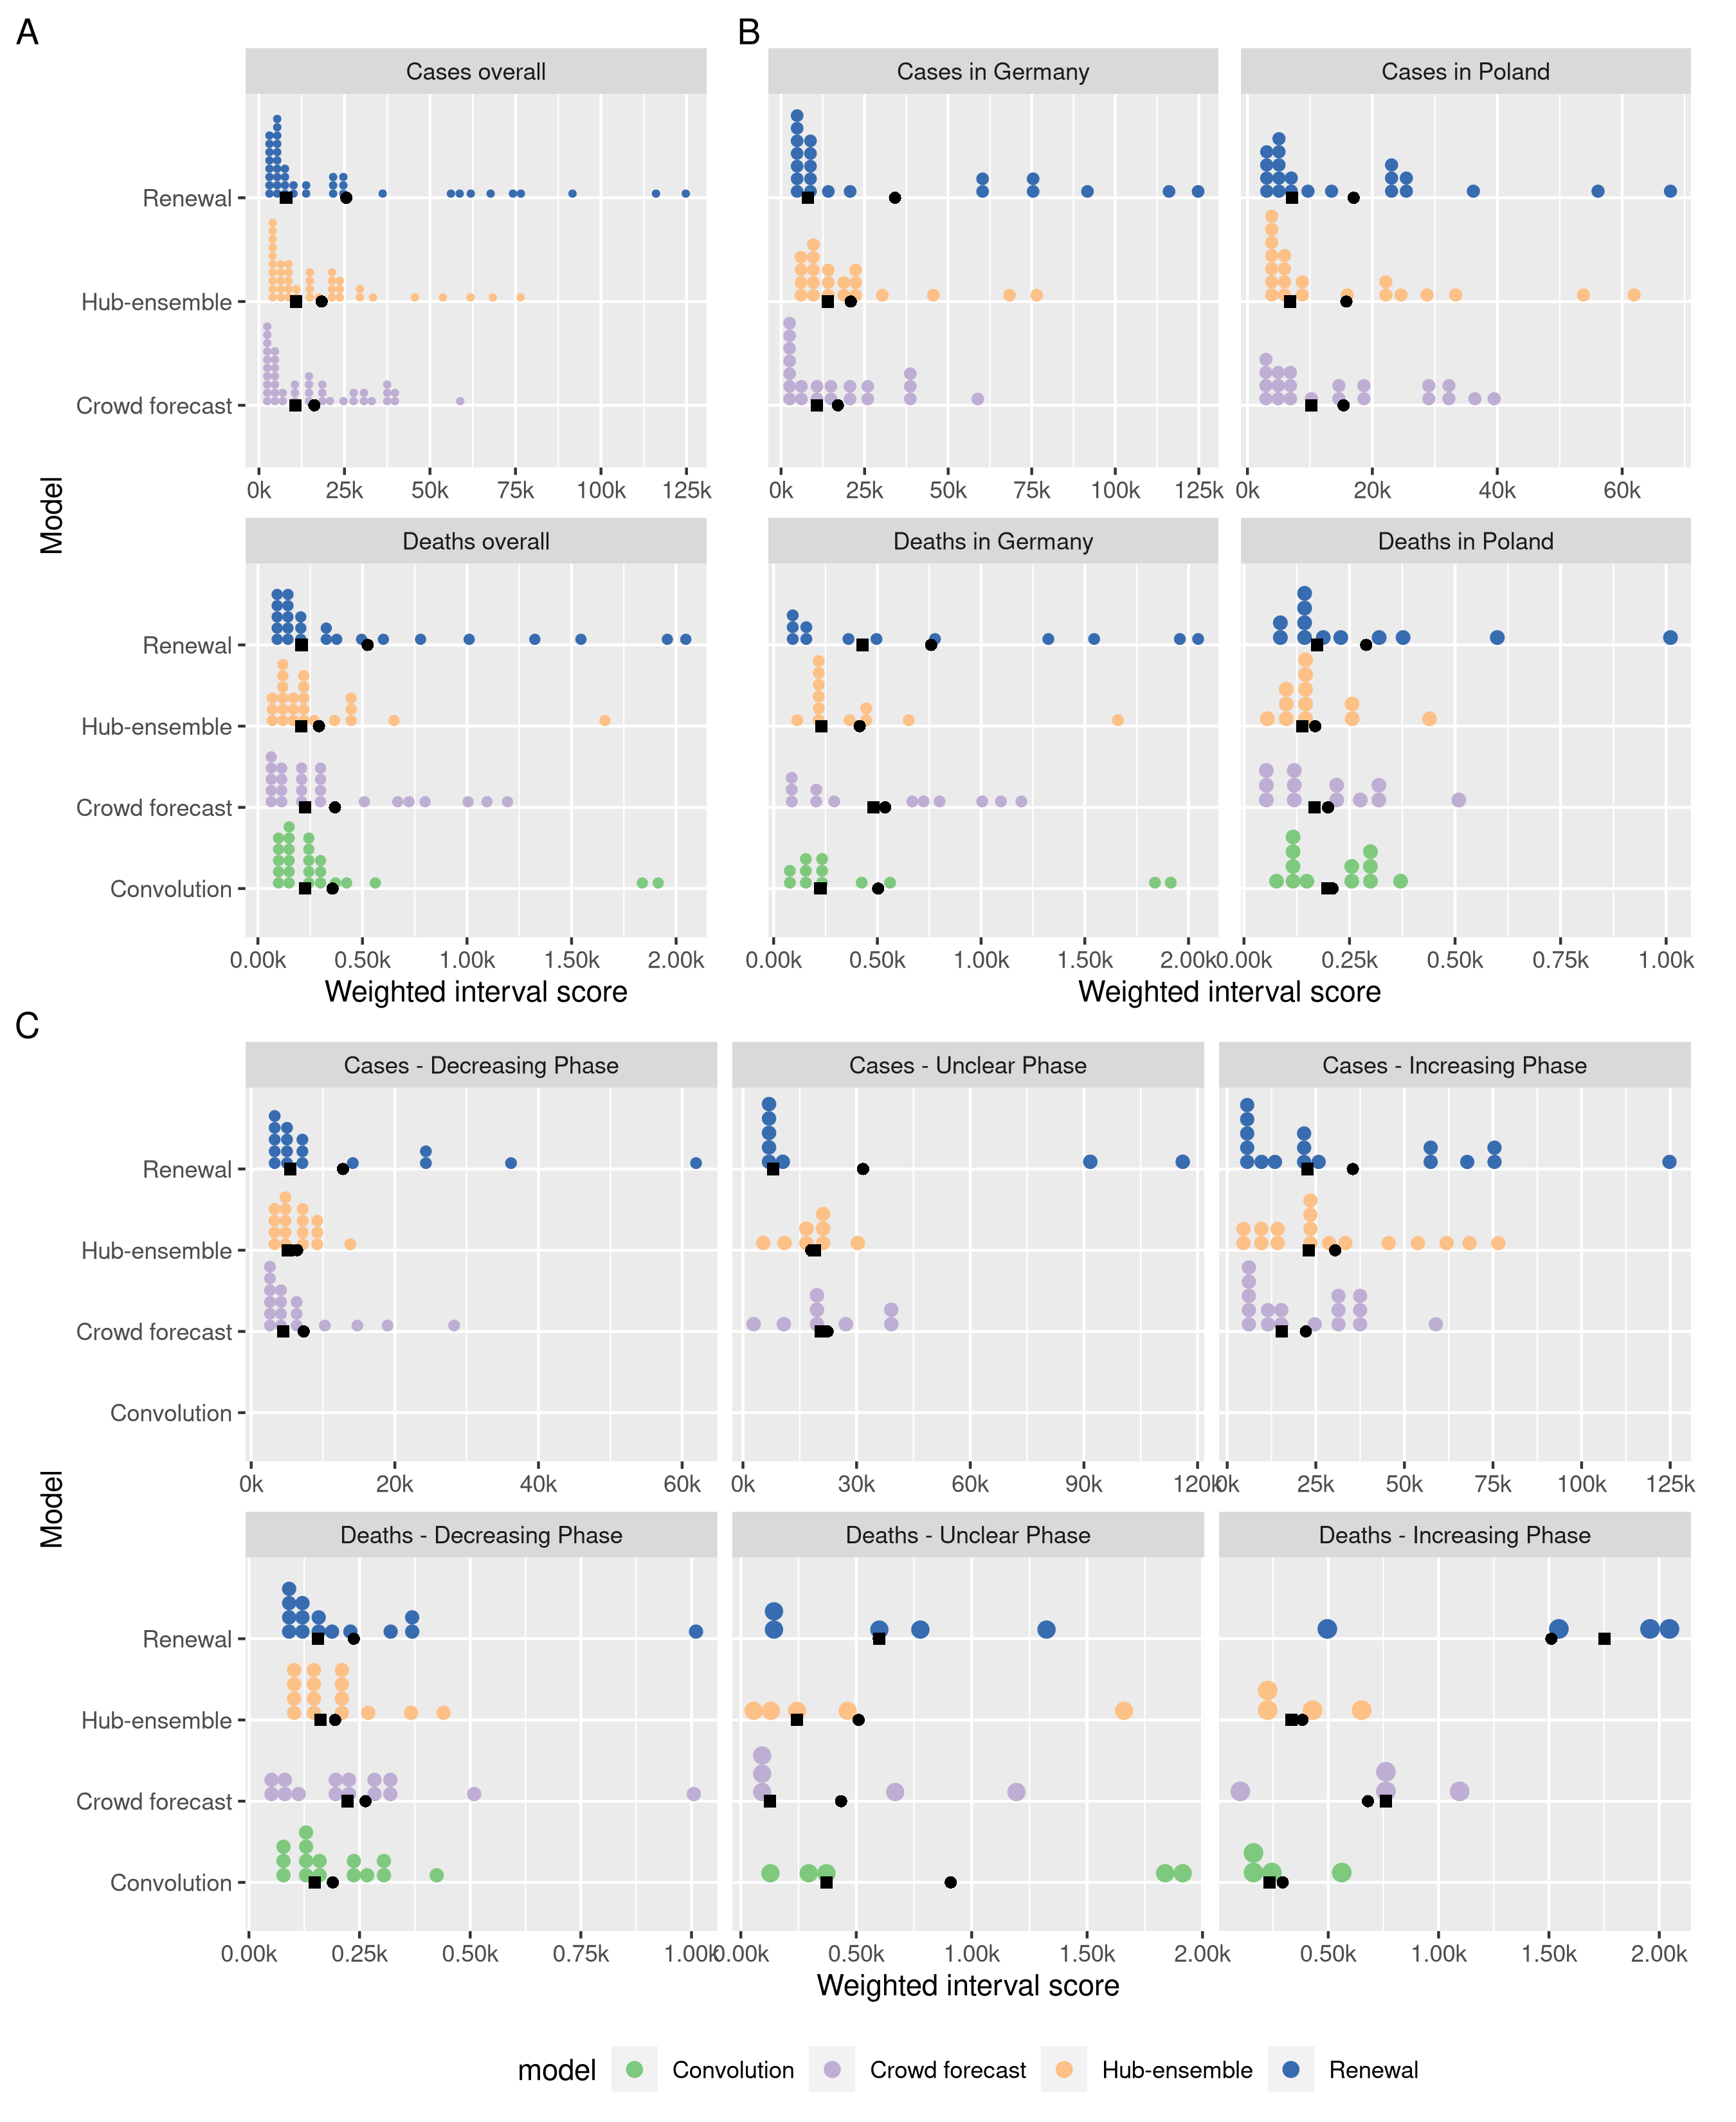 A
B
Cases overall
Cases in Germany
Cases in Poland
Renewal
Hub-ensemble
Crowd forecast
0k 25k 50k 75k 100k 125k
0k 25k 50k 75k 100k 125k
0k 20k 40k 60k
Model
Deaths overall
Deaths in Germany
Deaths in Poland
Renewal
Hub-ensemble
Crowd forecast
Convolution
0.00k 0.50k 1.00k 1.50k 2.00k
0.00k 0.50k 1.00k 1.50k 2.00k
0.00k 0.25k 0.50k 0.75k 1.00k
Weighted interval score
Weighted interval score
C
Cases - Decreasing Phase
Cases - Unclear Phase
Cases - Increasing Phase
Renewal
Hub-ensemble
Crowd forecast
Convolution
0k 20k 40k 60k
0k 30k 60k 90k 120k
0k 25k 50k 75k 100k 125k
Model
Deaths - Decreasing Phase
Deaths - Unclear Phase
Deaths - Increasing Phase
Renewal
Hub-ensemble
Crowd forecast
Convolution
0.00k 0.25k 0.50k 0.75k 1.00k
0.00k 0.50k 1.00k 1.50k 2.00k
0.50k 1.00k 1.50k 2.00k
Weighted interval score
model Convolution Crowd forecast Hub-ensemble Renewal